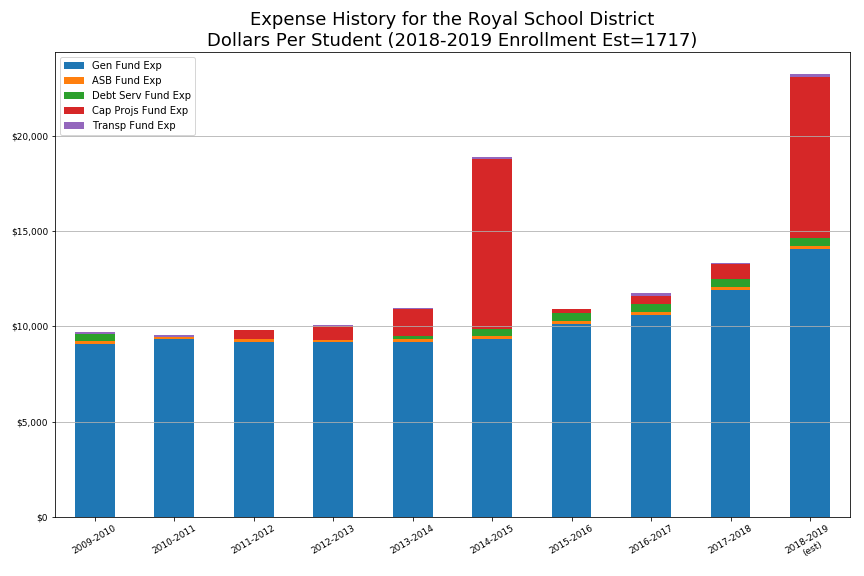 Expense History for the Royal School District
Dollars Per Student (2018-2019 Enrollment Est=1717)
Gen Fund Exp
ASB Fund Exp
Debt Serv Fund Exp
Cap Projs Fund Exp
Transp Fund Exp
$20,000
$15,000
$10,000
$5,000
$0
2009-2010
2010-2011
2011-2012
2012-2013
2013-2014
2014-2015
2015-2016
2016-2017
2017-2018
2018-2019
(est)